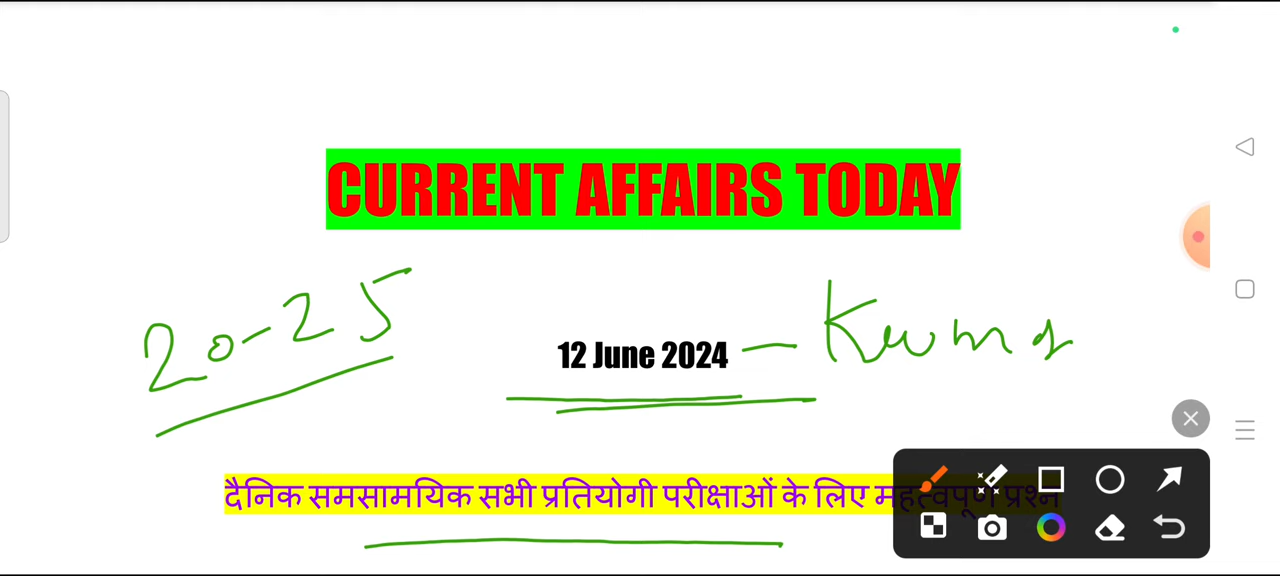 CURRENT AFFAIRS TODAY
20-25
12 June 2024 —
दैनिक समसामयिक सभी प्रतियोगी परीक्षाओं के लिए महत्वपूर्ण प्रश्न